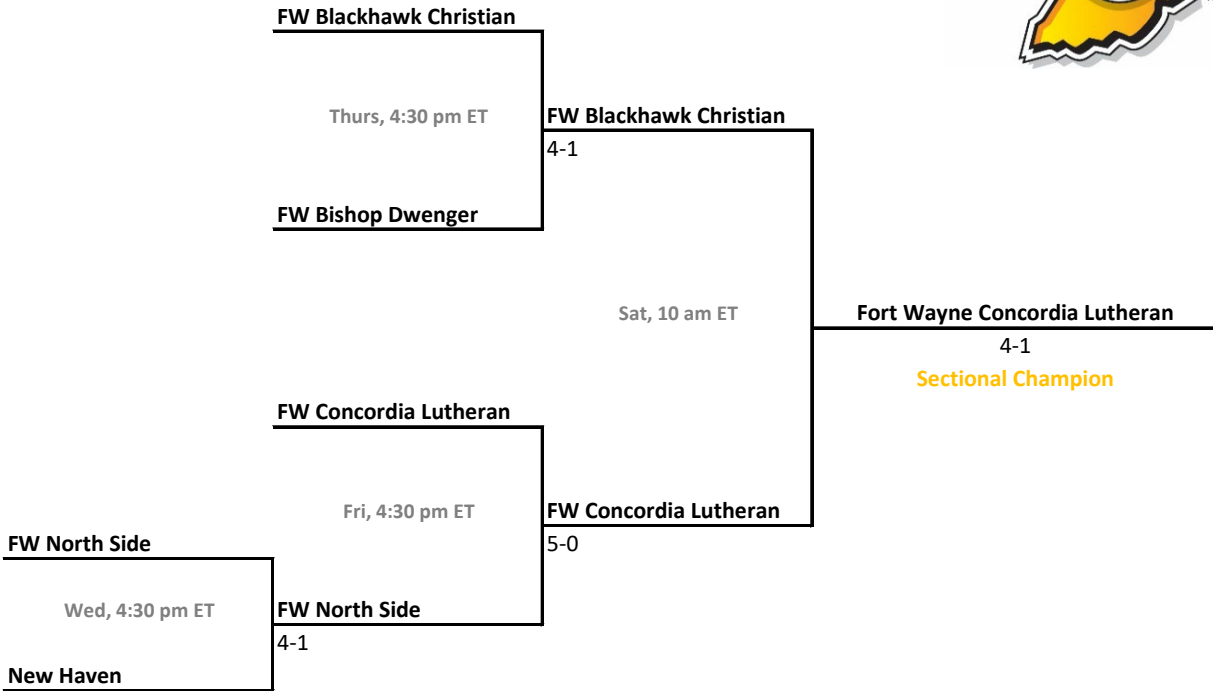 FW Blackhawk Christian
Thurs, 4:30 pm ET
FW Blackhawk Christian
4-1
FW Bishop Dwenger
Sat, 10 am ET
Fort Wayne Concordia Lutheran
4-1
Sectional Champion
FW Concordia Lutheran
Fri, 4:30 pm ET
FW Concordia Lutheran
5-0
FW North Side
Wed, 4:30 pm ET
FW North Side
4-1
New Haven